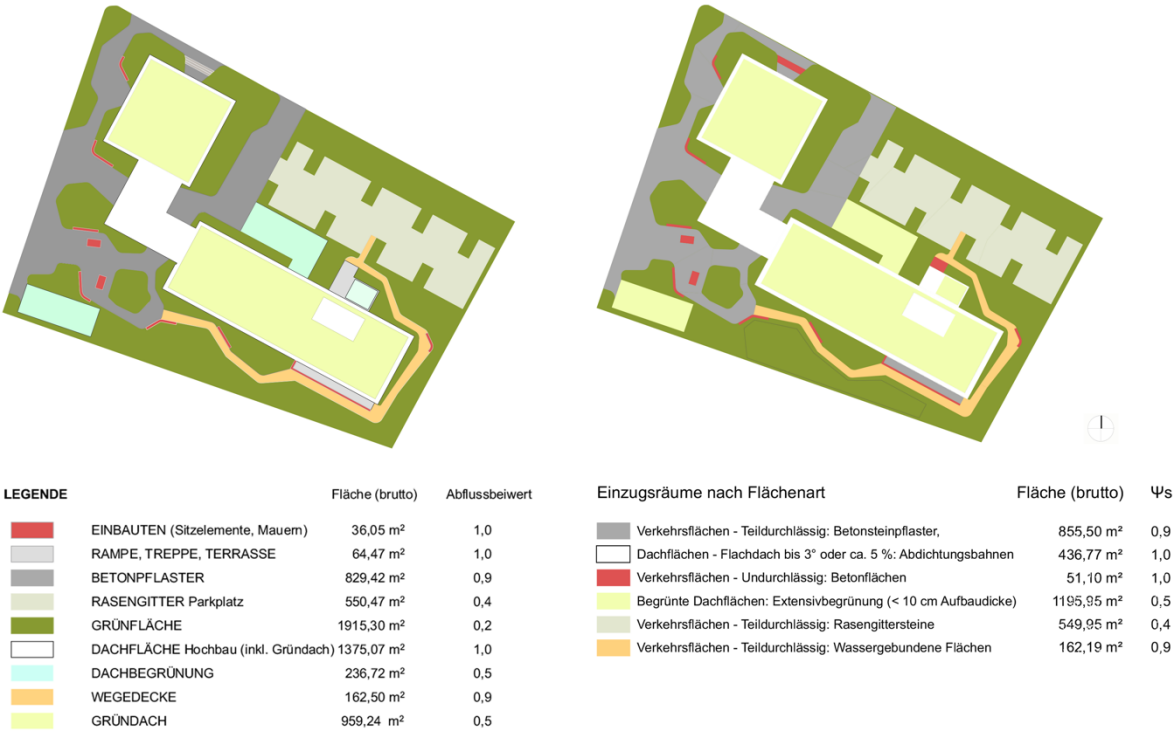 LEGENDE Fläche (brutto) Abflussbeiwert
EINBAUTEN (Sitzelemente, Mauern) 36,05 m² 1,0
RAMPE, TREPPE, TERRASSE 64,47 m² 1,0
BETONPFLASTER 829,42 m² 0,9
RASENGITTER Parkplatz 550,47 m² 0,4
GRÜNFLÄCHE 1915,30 m² 0,2
DACHFLÄCHE Hochbau (inkl. Gründach) 1375,07 m² 1,0
DACHBEGRÜNUNG 236,72 m² 0,5
WEGEDECKE 162,50 m² 0,9
GRÜNDACH 959,24 m² 0,5
Einzugsräume nach Flächenart Fläche (brutto) Ψs
Verkehrsflächen - Teildurchlässig: Betonsteinpflaster, 855,50 m² 0,9
Dachflächen - Flachdach bis 3° oder ca. 5 %: Abdichtungsbahnen 436,77 m² 1,0
Verkehrsflächen - Undurchlässig: Betonflächen 51,10 m² 1,0
Begrünte Dachflächen: Extensivbegrünung (< 10 cm Aufbaudicke) 1195,95 m² 0,5
Verkehrsflächen - Teildurchlässig: Rasengittersteine 549,95 m² 0,4
Verkehrsflächen - Teildurchlässig: Wassergebundene Flächen 162,19 m² 0,9